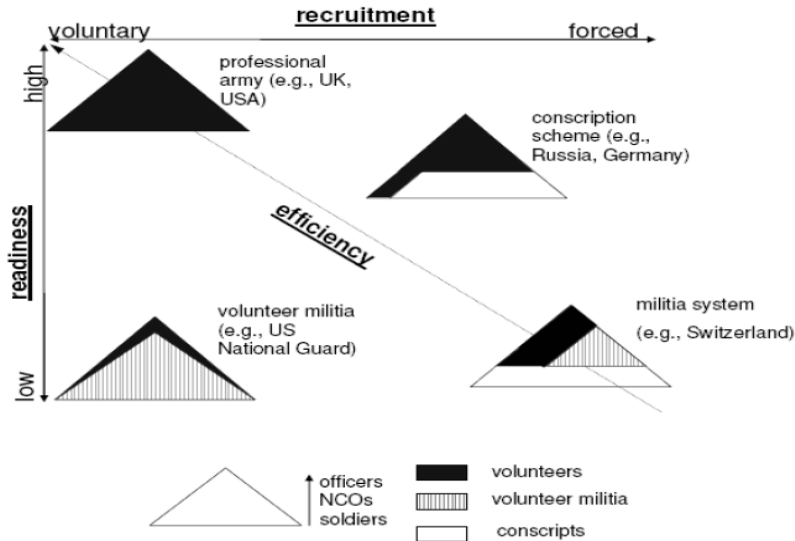 recruitment
voluntary
forced
high
professional
army (e.g., UK,
USA)
conscription
scheme (e.g.,
Russia, Germany)
readiness
efficiency
volunteer militia
(e.g., US
National Guard)
militia system
(e.g., Switzerland)
low
officers
NCOs
soldiers
volunteers
volunteer militia
conscripts